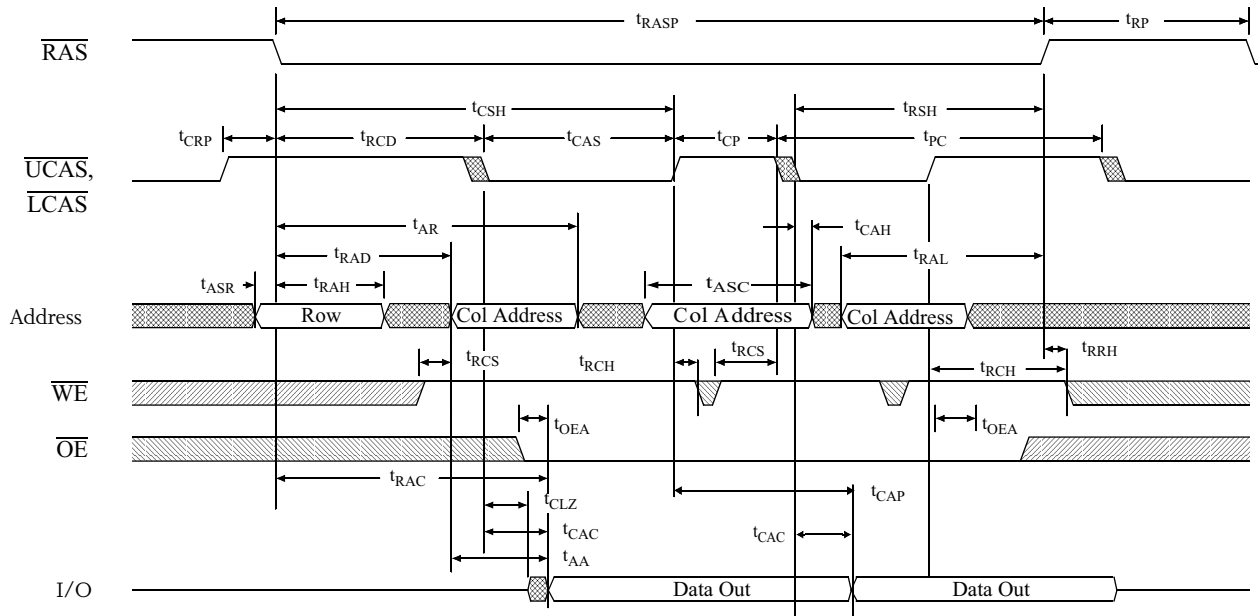 tRASP tRP
RAS
tCSH tRSH
tCRP tRCD tCAS tCP tPC
UCAS,
LCAS
tAR tCAH
tRAD tRAL
tASR tRAH tASC
Address Row Col Address Col Address Col Address
tRCS tRCH tRCS tRCH tRRH
WE
tOEA tOEA
OE
tRAC
tCLZ tCAP
tCAC tCAC
tAA
I/O Data Out Data Out